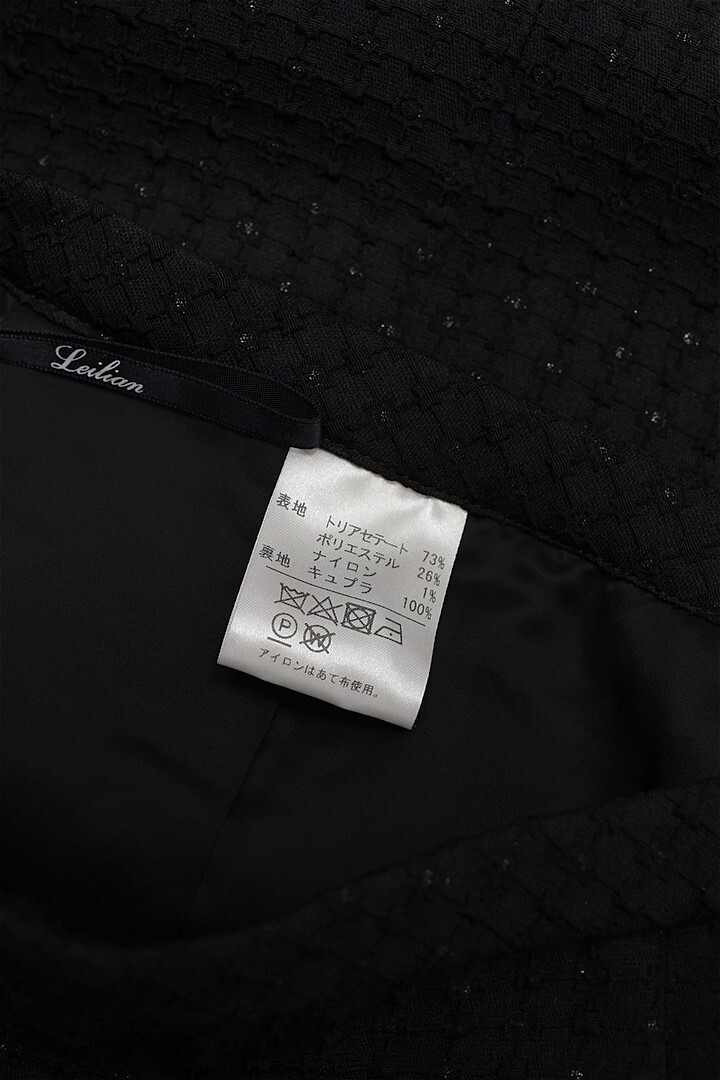 Leilian
表地 トリアセテート 73%
ポリエステル 26%
ナイロン 1%
裏地 キュプラ 100%
P W
アイロンはあて布使用。